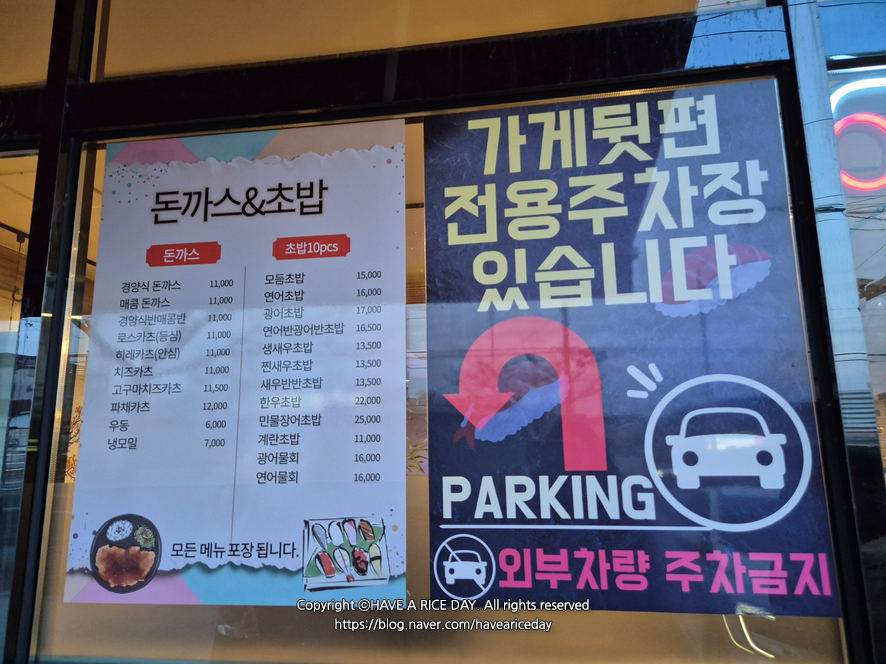 돈까스&초밥
돈까스
경양식 돈까스 11,000
매콤 돈까스 11,000
경양식반매콤반 11,000
로스카츠(등심) 11,000
히레카츠(안심) 11,000
치즈카츠 11,000
고구마치즈카츠 11,500
파채카츠 12,000
우동 6,000
냉모밀 7,000
초밥10pcs
모듬초밥 15,000
연어초밥 16,000
광어초밥 17,000
연어반광어반초밥 16,500
생새우초밥 13,500
찐새우초밥 13,500
새우반반초밥 13,500
한우초밥 22,000
민물장어초밥 25,000
계란초밥 11,000
광어물회 16,000
연어물회 16,000
모든 메뉴 포장 됩니다.
가게뒷편
전용주차장
있습니다
PARKING
외부차량 주차금지
Copyright ©HAVE A RICE DAY. All rights reserved
https://blog.naver.com/haveariceday